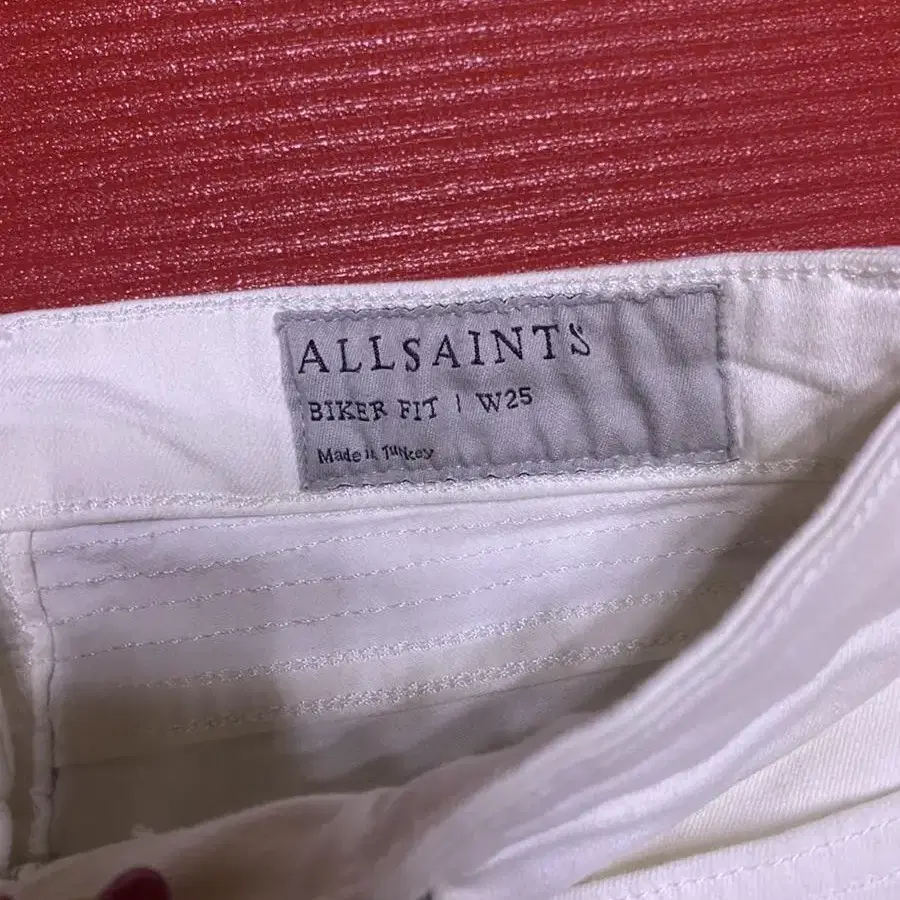 ALLSAINTS
BIKER FIT | W25
Made in Turkey